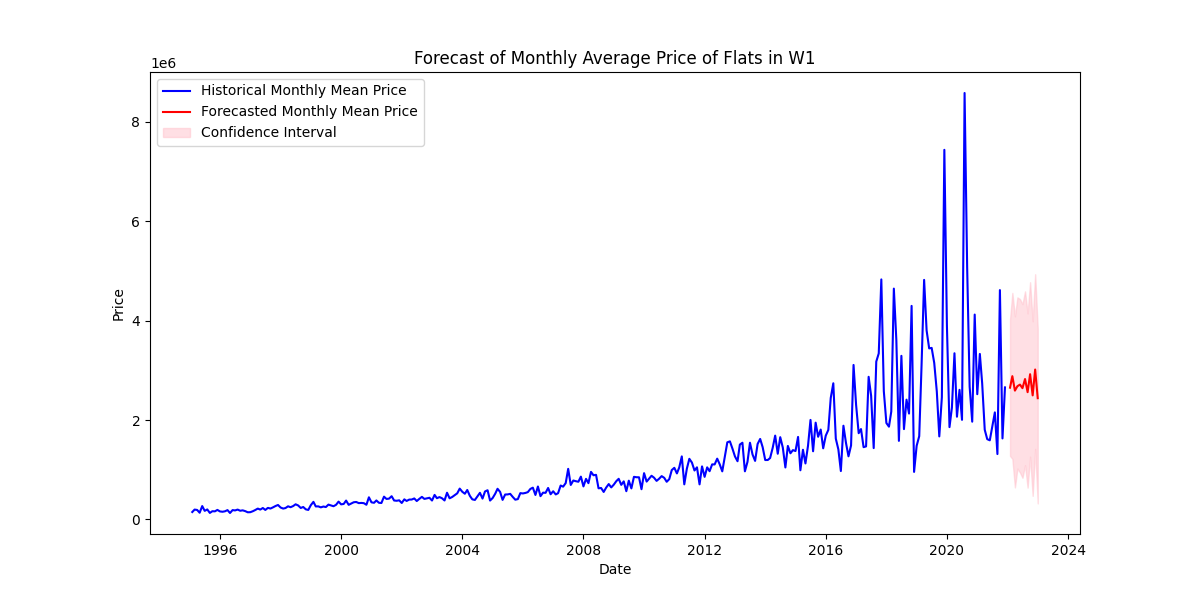 Forecast of Monthly Average Price of Flats in W1
1e6
Historical Monthly Mean Price
Forecasted Monthly Mean Price
Confidence Interval
8
6
4
2
0
Price
1996 2000 2004 2008 2012 2016 2020 2024
Date